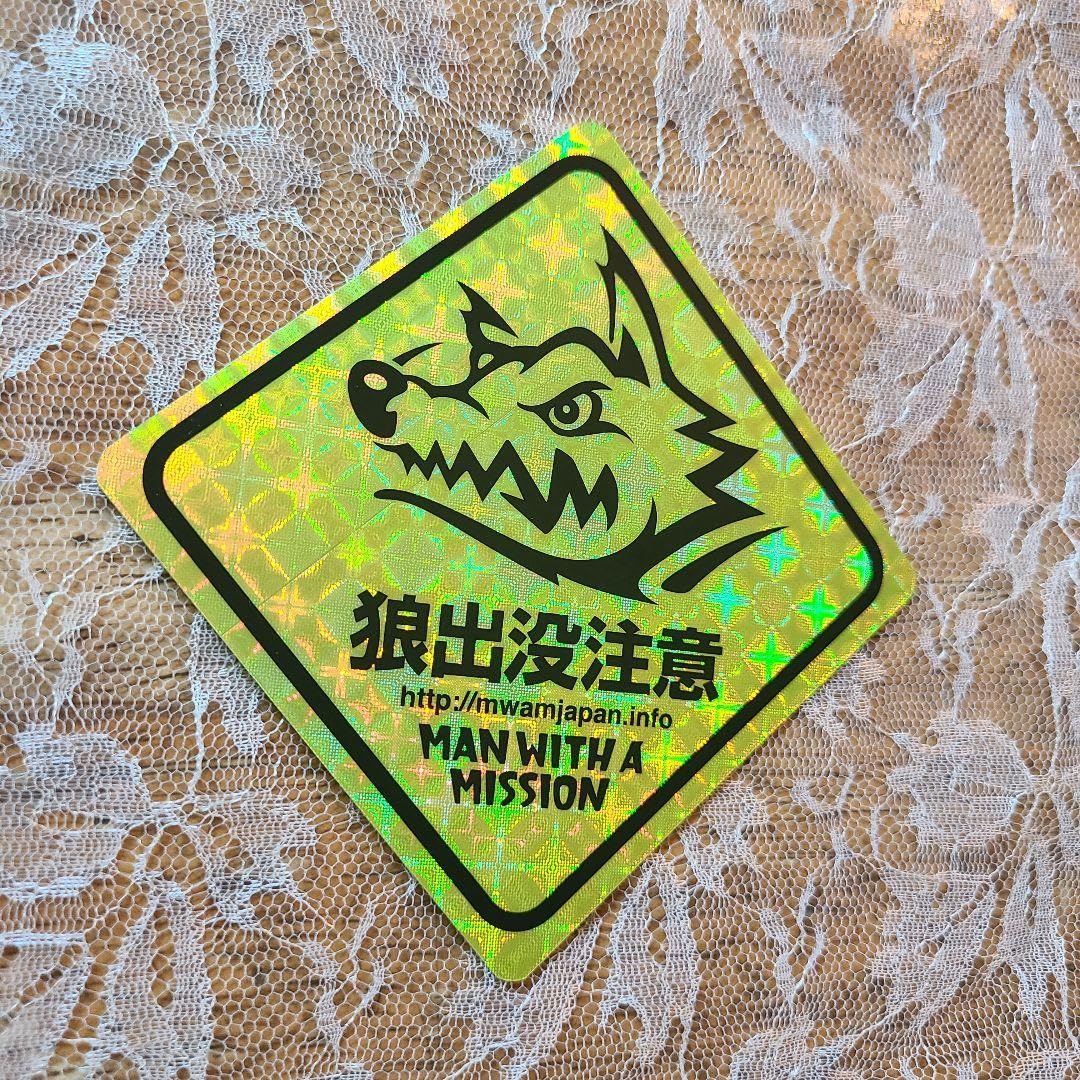 狼出没注意
http://mwamjapan.info
MAN WITH A
MISSION